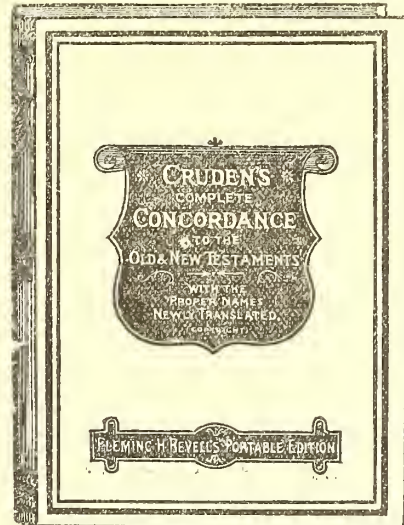 CRUDEN'S
COMPLETE
CONCORDANCE
TO THE
OLD & NEW TESTAMENTS
WITH THE
PROPER NAMES
NEWLY TRANSLATED.
(COPYRIGHT)
FLEMING H REVELL'S PORTABLE EDITION